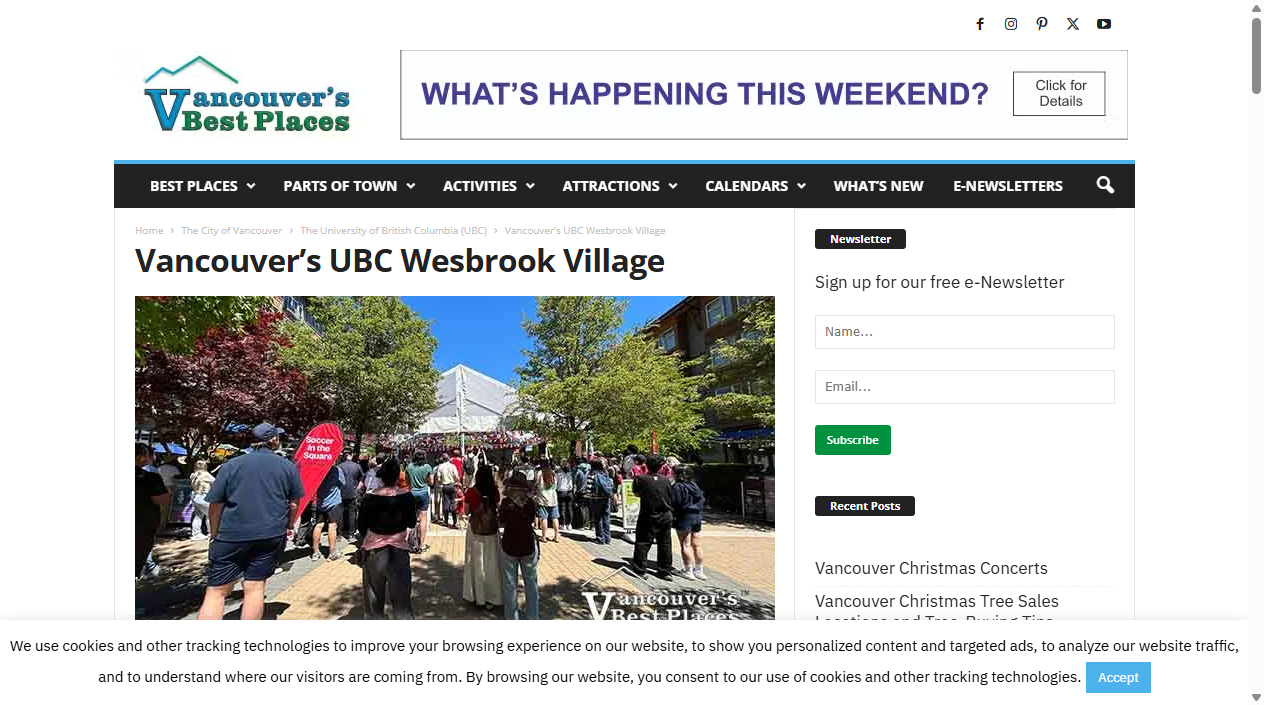 Vancouver's
Best Places
WHAT'S HAPPENING THIS WEEKEND?
Click for
Details
BEST PLACES
PARTS OF TOWN
ACTIVITIES
ATTRACTIONS
CALENDARS
WHAT'S NEW
E-NEWSLETTERS
Home › The City of Vancouver › The University of British Columbia (UBC) › Vancouver's UBC Wesbrook Village
Vancouver's UBC Wesbrook Village
Soccer
in the
Square
Vancouver's
Best Places
Newsletter
Sign up for our free e-Newsletter
Name...
Email...
Subscribe
Recent Posts
Vancouver Christmas Concerts
Vancouver Christmas Tree Sales
Locations and Tree-Buying Tips
We use cookies and other tracking technologies to improve your browsing experience on our website, to show you personalized content and targeted ads, to analyze our website traffic,
and to understand where our visitors are coming from. By browsing our website, you consent to our use of cookies and other tracking technologies. Accept